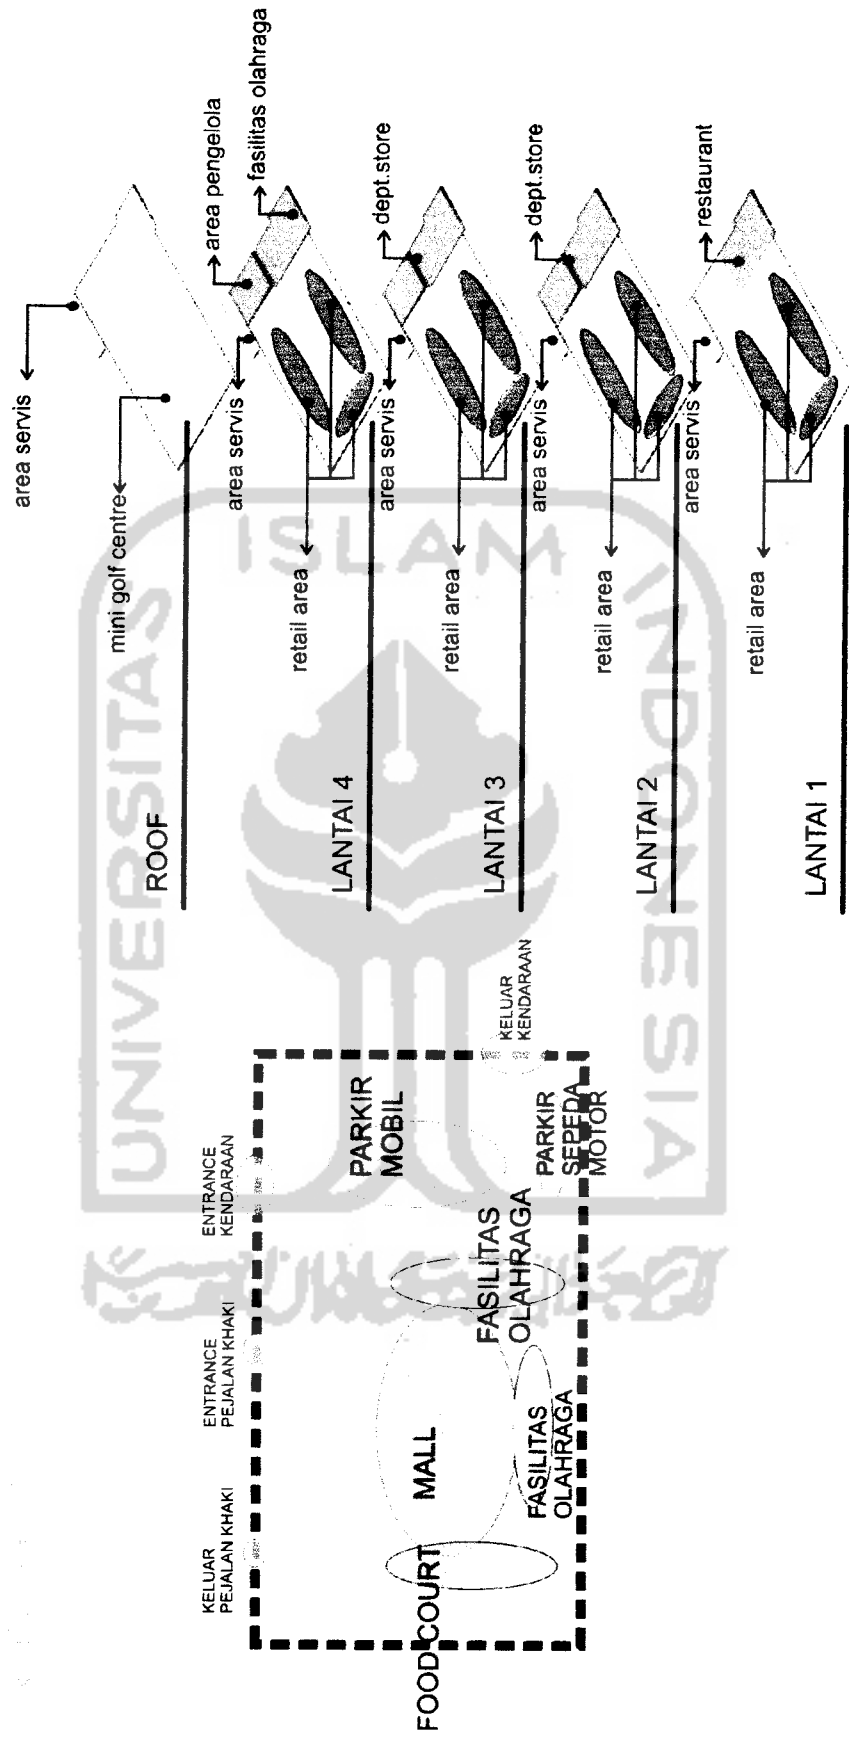 KELUAR
PEJALAN KHAKI
ENTRANCE
PEJALAN KHAKI
ENTRANCE
KENDARAAN
FOOD COURT
MALL
FASILITAS
OLAHRAGA
FASILITAS
OLAHRAGA
PARKIR
MOBIL
PARKIR
SEPEDA
MOTOR
KELUAR
KENDARAAN
ROOF
area servis
mini golf centre
LANTAI 4
area servis
area pengelola
fasilitas olahraga
retail area
LANTAI 3
area servis
dept.store
retail area
LANTAI 2
area servis
dept.store
retail area
LANTAI 1
area servis
restaurant
retail area
UNIVERSITAS
ISLAM
INDONESIA